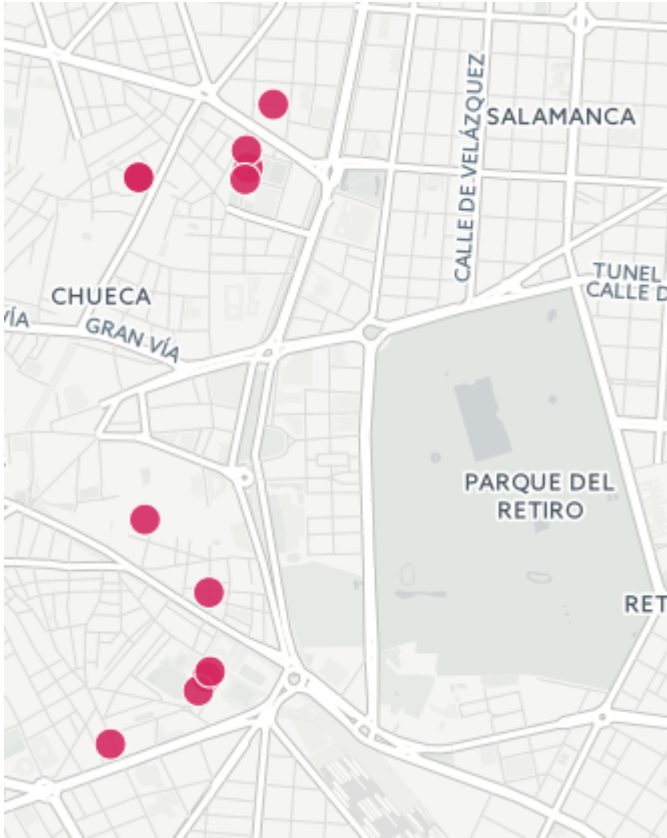 SALAMANCA
CALLE DE VELÁZQUEZ
TUNEL
CALLE D
CHUECA
VÍA
GRAN VÍA
PARQUE DEL
RETIRO
RET